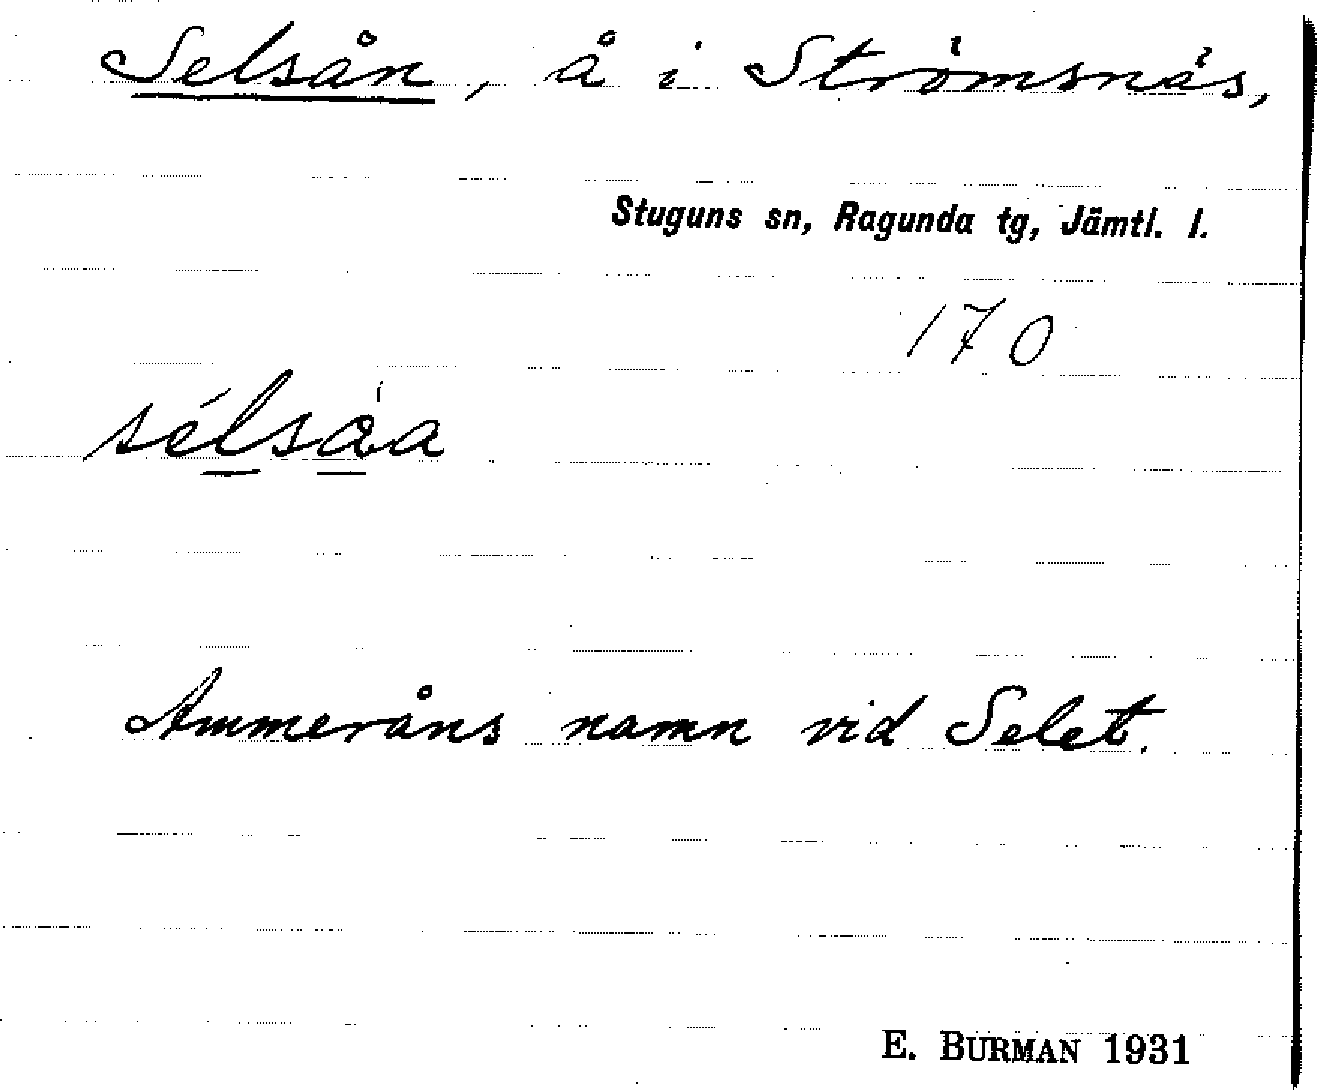 Selsån, å i Strömsnäs,
Stuguns sn, Ragunda tg, Jämtl. l.
170
sélsåa
Ammeråns namn vid Selet.
E. BURMAN 1931